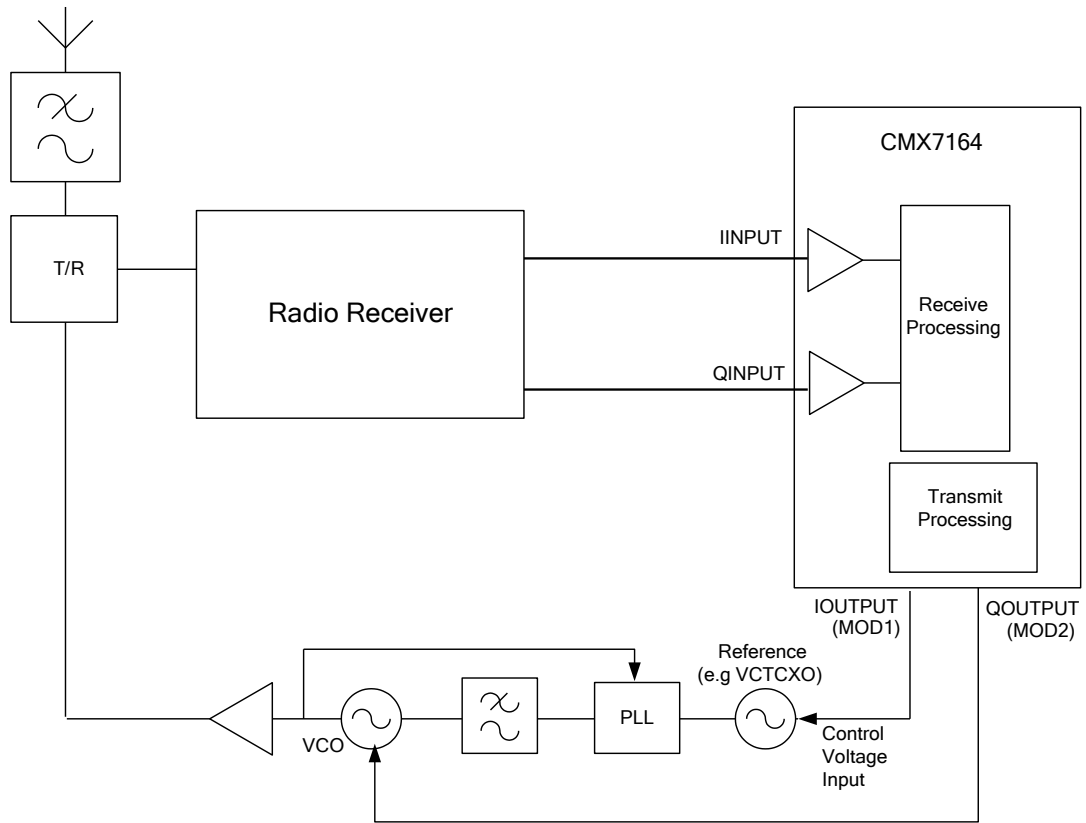 CMX7164
IINPUT
T/R
Receive
Processing
Radio Receiver
QINPUT
Transmit
Processing
IOUTPUT
(MOD1)
QOUTPUT
(MOD2)
Reference
(e.g VCTCXO)
PLL
VCO
Control
Voltage
Input